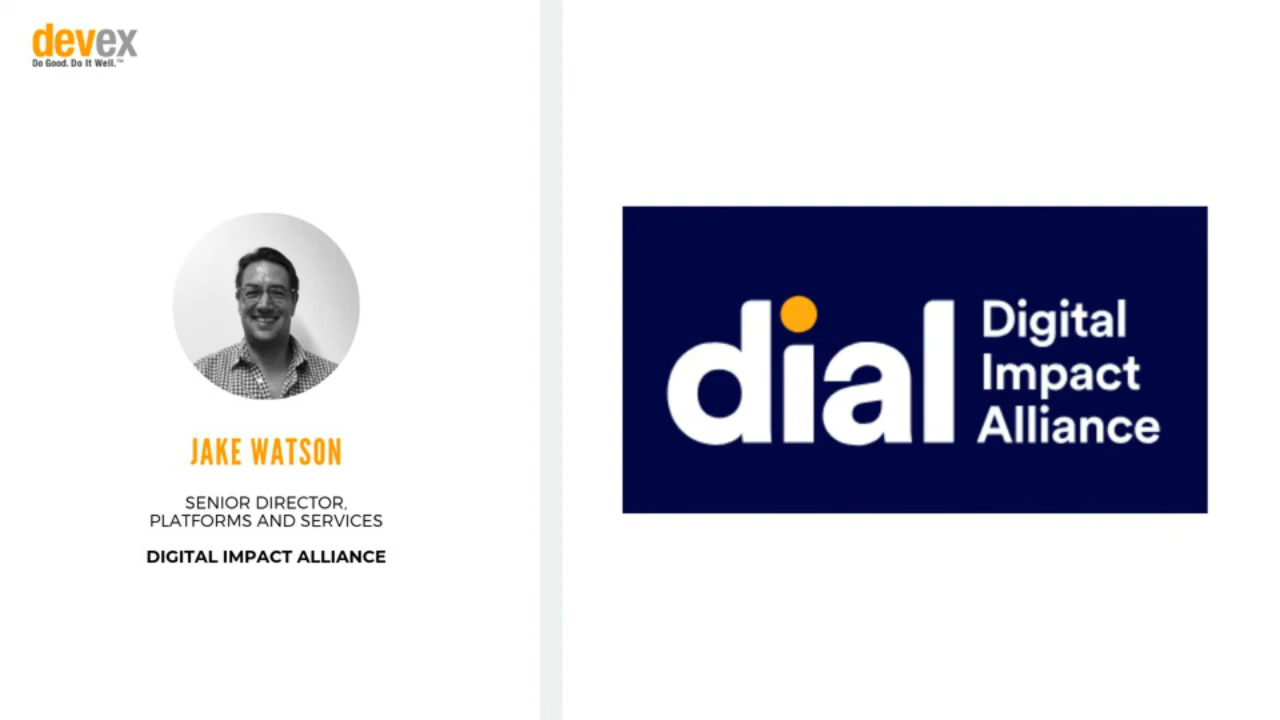 devex
Do Good. Do It Well.™
JAKE WATSON
SENIOR DIRECTOR,
PLATFORMS AND SERVICES
DIGITAL IMPACT ALLIANCE
dial
Digital
Impact
Alliance